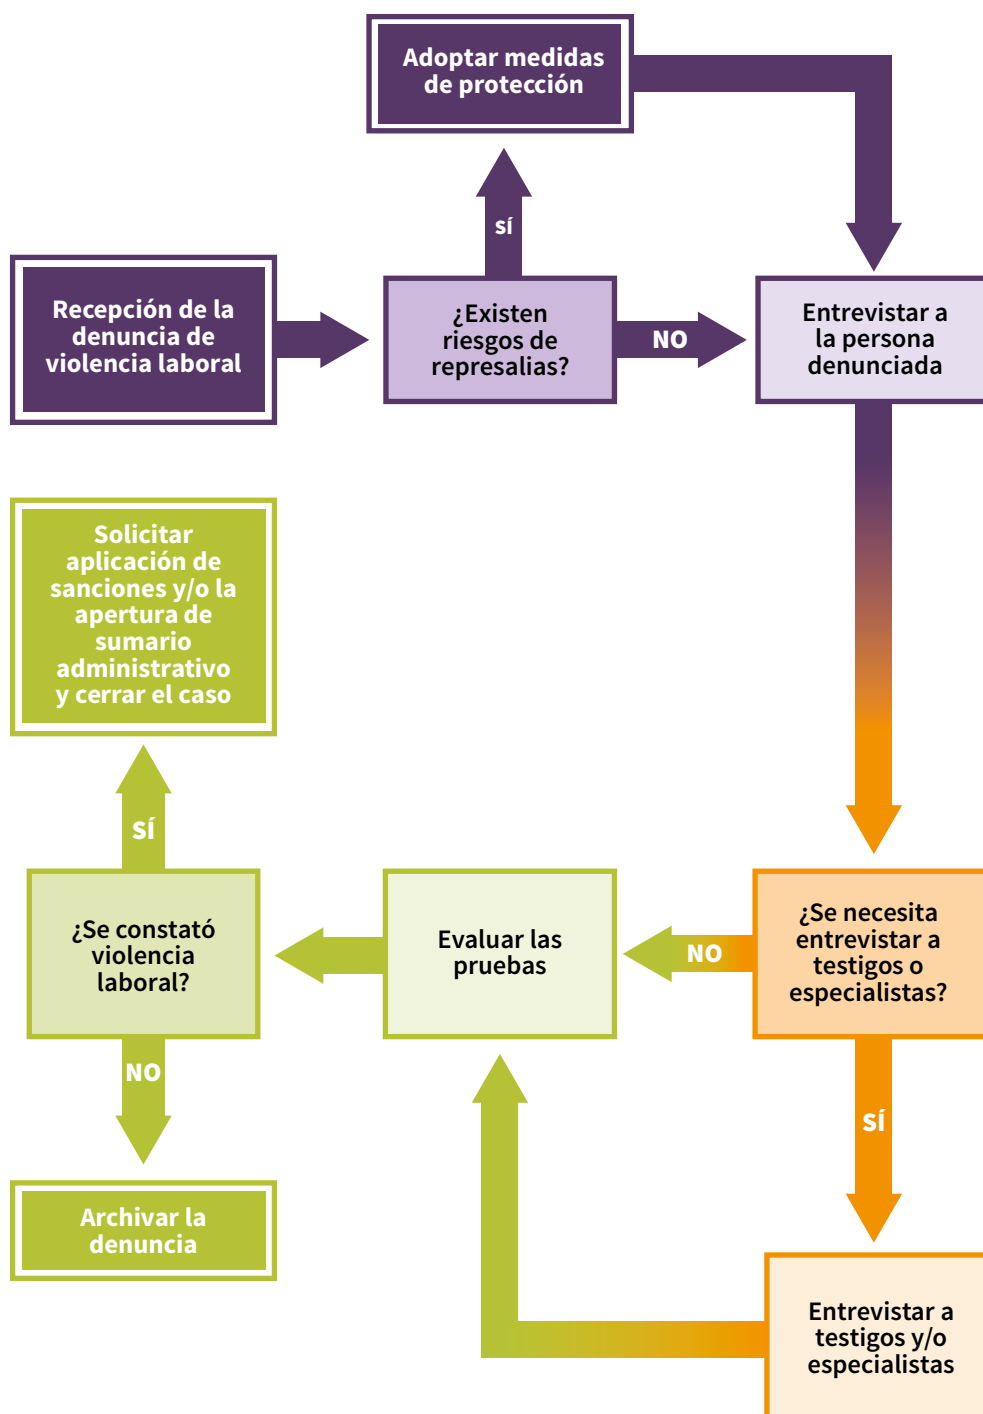 Adoptar medidas
de protección
SÍ
Recepción de la
denuncia de
violencia laboral
¿Existen
riesgos de
represalias?
NO
Entrevistar a
la persona
denunciada
Solicitar
aplicación de
sanciones y/o la
apertura de
sumario
administrativo
y cerrar el caso
SÍ
¿Se constató
violencia
laboral?
Evaluar las
pruebas
NO
¿Se necesita
entrevistar a
testigos o
especialistas?
NO
SÍ
Archivar la
denuncia
Entrevistar a
testigos y/o
especialistas